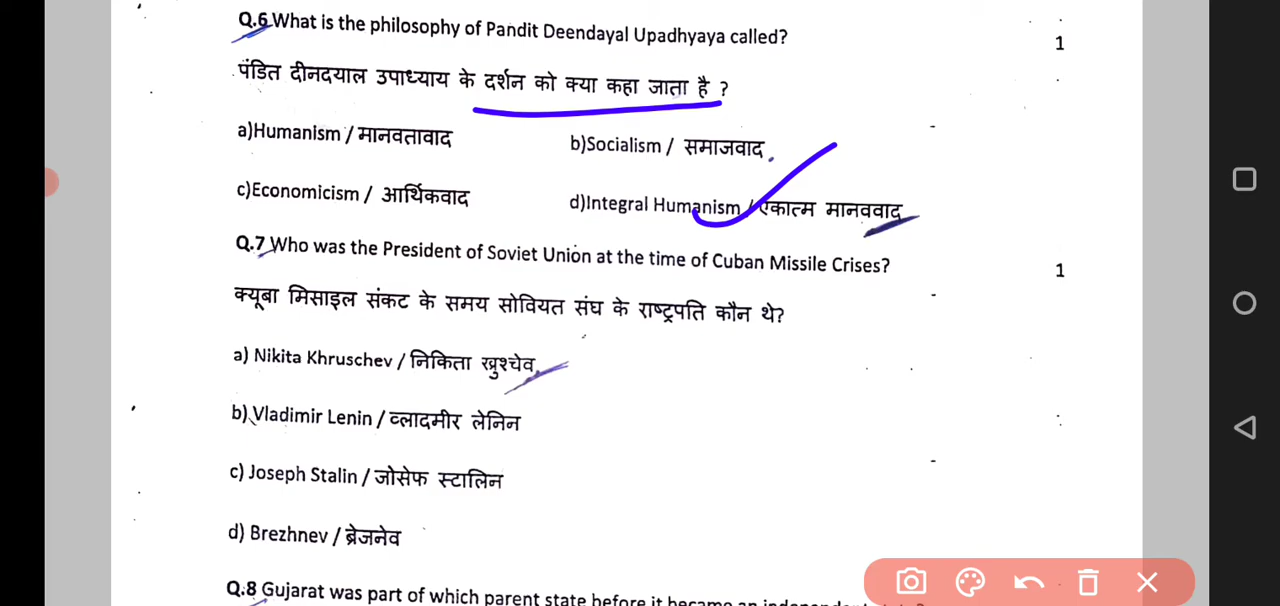 Q.6 What is the philosophy of Pandit Deendayal Upadhyaya called?
1
पंडित दीनदयाल उपाध्याय के दर्शन को क्या कहा जाता है ?
a)Humanism / मानवतावाद b)Socialism / समाजवाद
c)Economicism / आर्थिकवाद d)Integral Humanism / एकात्म मानववाद
Q.7 Who was the President of Soviet Union at the time of Cuban Missile Crises?
1
क्यूबा मिसाइल संकट के समय सोवियत संघ के राष्ट्रपति कौन थे?
a) Nikita Khruschev / निकिता ख्रुश्चेव
b) Vladimir Lenin / व्लादमीर लेनिन
c) Joseph Stalin / जोसेफ स्टालिन
d) Brezhnev / ब्रेजनेव
Q.8 Gujarat was part of which parent state before it became an